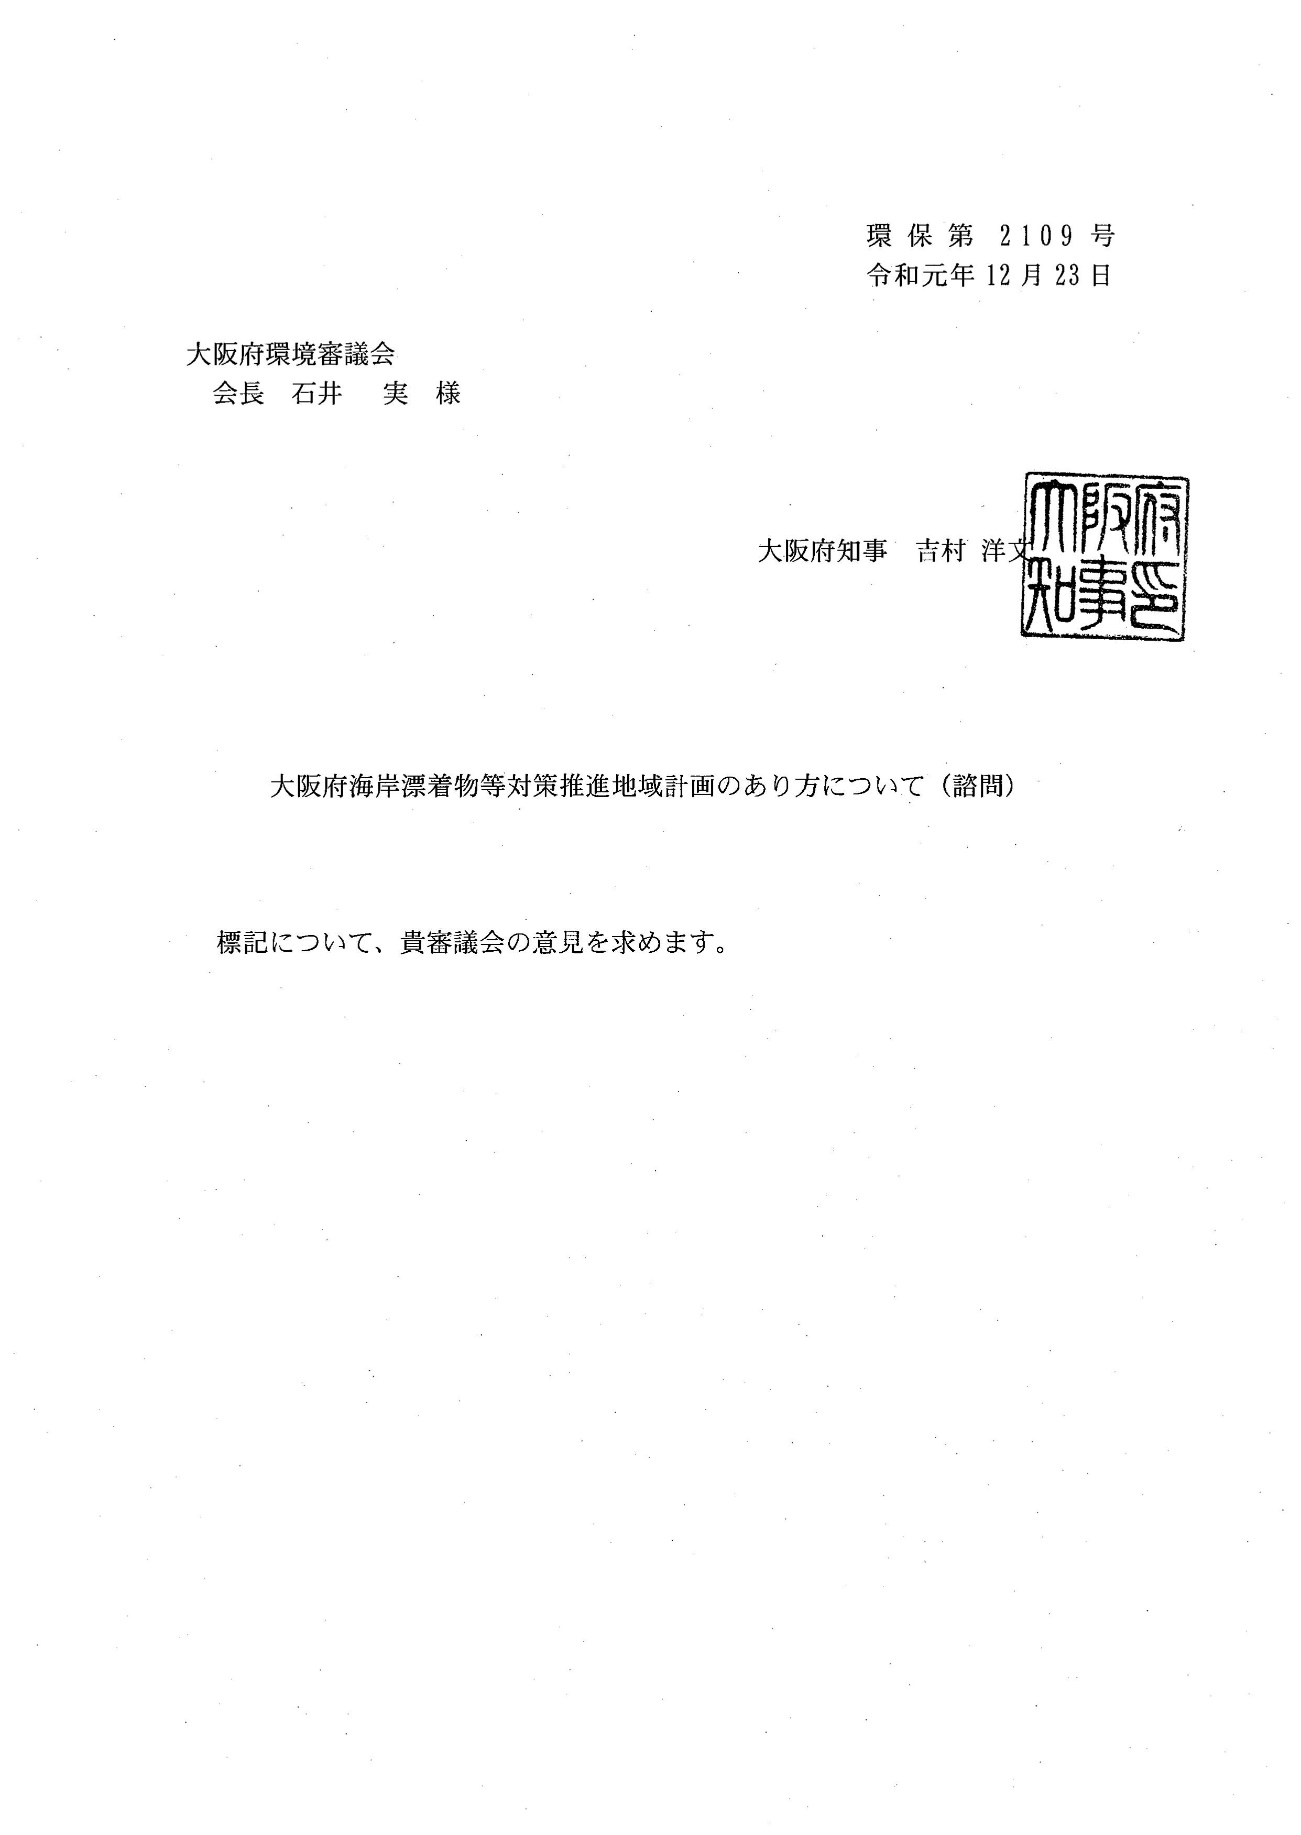 環 保 第 2109 号
令和元年 12 月 23 日
大阪府環境審議会
会長 石井 実 様
大阪府知事 吉村 洋文
大阪府知事印
大阪府海岸漂着物等対策推進地域計画のあり方について（諮問）
標記について、貴審議会の意見を求めます。